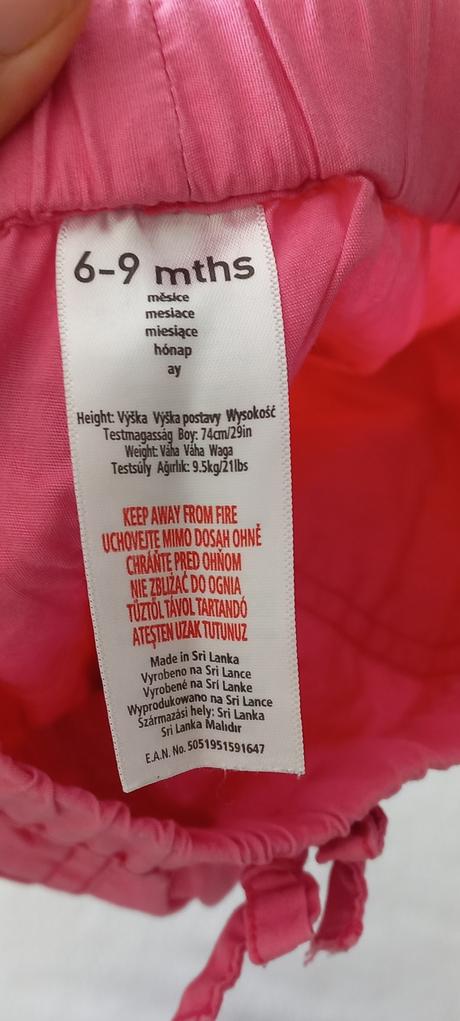 6-9 mths
měsíce
mesiace
miesiące
hónap
ay
Height: Výška Výška postavy Wysokość
Testmagasság Boy: 74cm/29in
Weight: Váha Váha Waga
Testsúly Ağırlık: 9.5kg/21lbs
KEEP AWAY FROM FIRE
UCHOVEJTE MIMO DOSAH OHNĚ
CHRÁŇTE PRED OHŇOM
NIE ZBLIŻAĆ DO OGNIA
TŰZTŐL TÁVOL TARTANDÓ
ATEŞTEN UZAK TUTUNUZ
Made in Sri Lanka
Vyrobeno na Srí Lance
Vyrobené na Srí Lanke
Wyprodukowano na Sri Lance
Származási hely: Sri Lanka
Sri Lanka Malıdır
E.A.N. No. 5051951591647